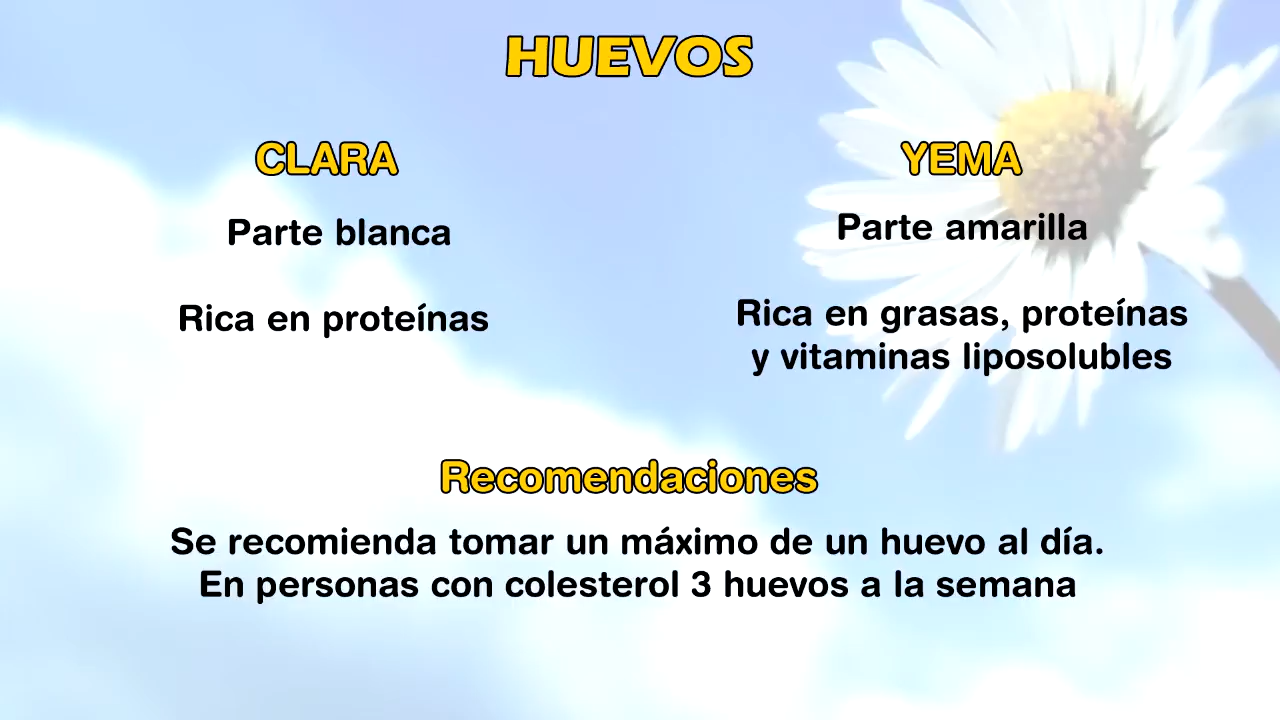 HUEVOS
CLARA
Parte blanca
Rica en proteínas
YEMA
Parte amarilla
Rica en grasas, proteínas
y vitaminas liposolubles
Recomendaciones
Se recomienda tomar un máximo de un huevo al día.
En personas con colesterol 3 huevos a la semana